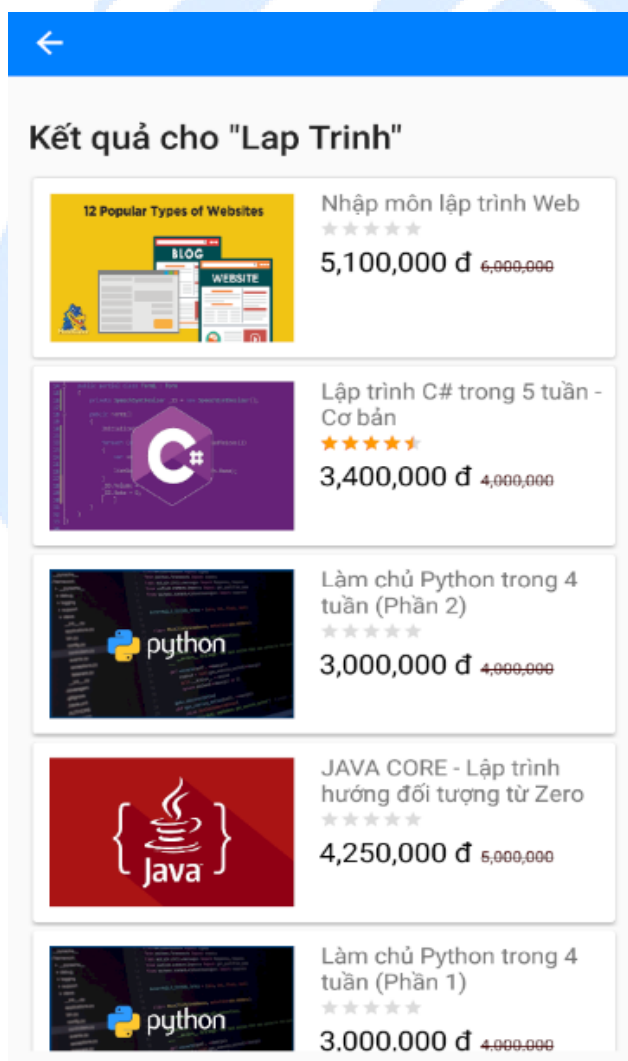 Kết quả cho "Lap Trinh"
12 Popular Types of Websites
BLOG
WEBSITE
Nhập môn lập trình Web
5,100,000 đ 6,000,000
C#
Lập trình C# trong 5 tuần -
Cơ bản
3,400,000 đ 4,000,000
python
Làm chủ Python trong 4
tuần (Phần 2)
3,000,000 đ 4,000,000
Java
JAVA CORE - Lập trình
hướng đối tượng từ Zero
4,250,000 đ 5,000,000
python
Làm chủ Python trong 4
tuần (Phần 1)
3,000,000 đ 4,000,000